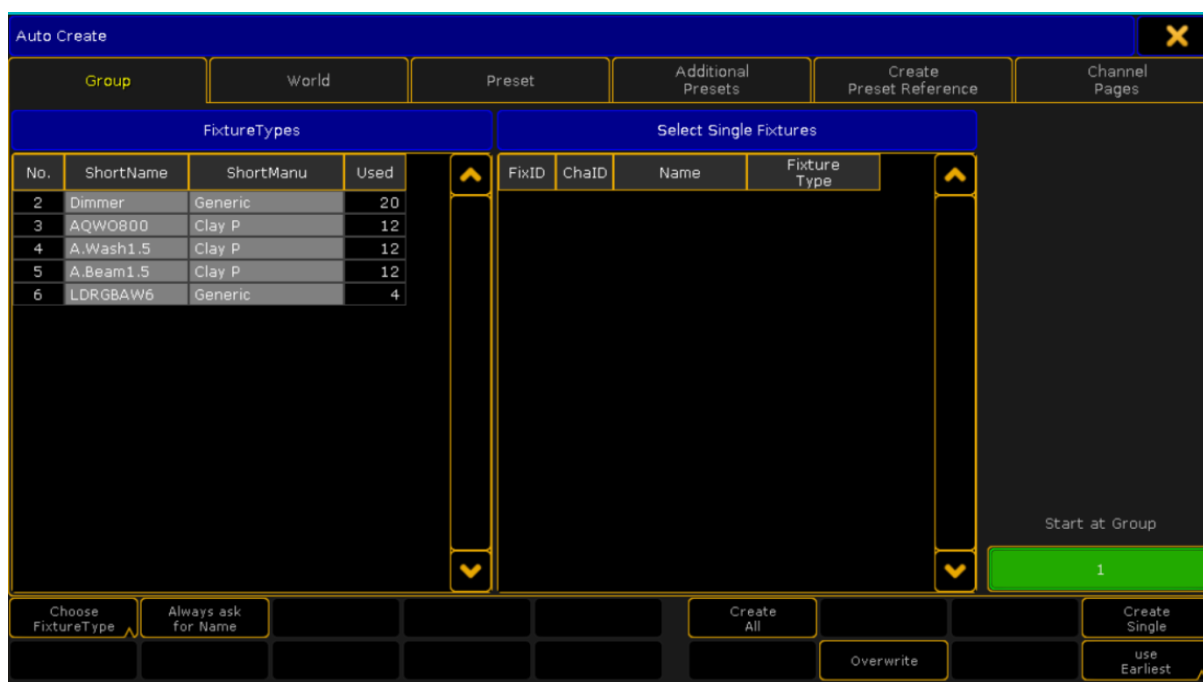 Auto Create
Group World Preset Additional Presets Create Preset Reference Channel Pages
FixtureTypes Select Single Fixtures
No. ShortName ShortManu Used FixID ChaID Name Fixture Type
2 Dimmer Generic 20
3 AQWO800 Clay P 12
4 A.Wash1.5 Clay P 12
5 A.Beam1.5 Clay P 12
6 LDRGBAW6 Generic 4
Start at Group
1
Choose FixtureType Always ask for Name Create All Create Single
Overwrite use Earliest